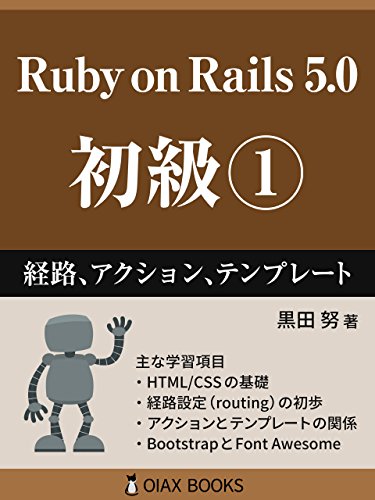 Ruby on Rails 5.0
初級①
経路、アクション、テンプレート
黒田 努 著
主な学習項目
・HTML/CSSの基礎
・経路設定（routing）の初歩
・アクションとテンプレートの関係
・BootstrapとFont Awesome
OIAX BOOKS